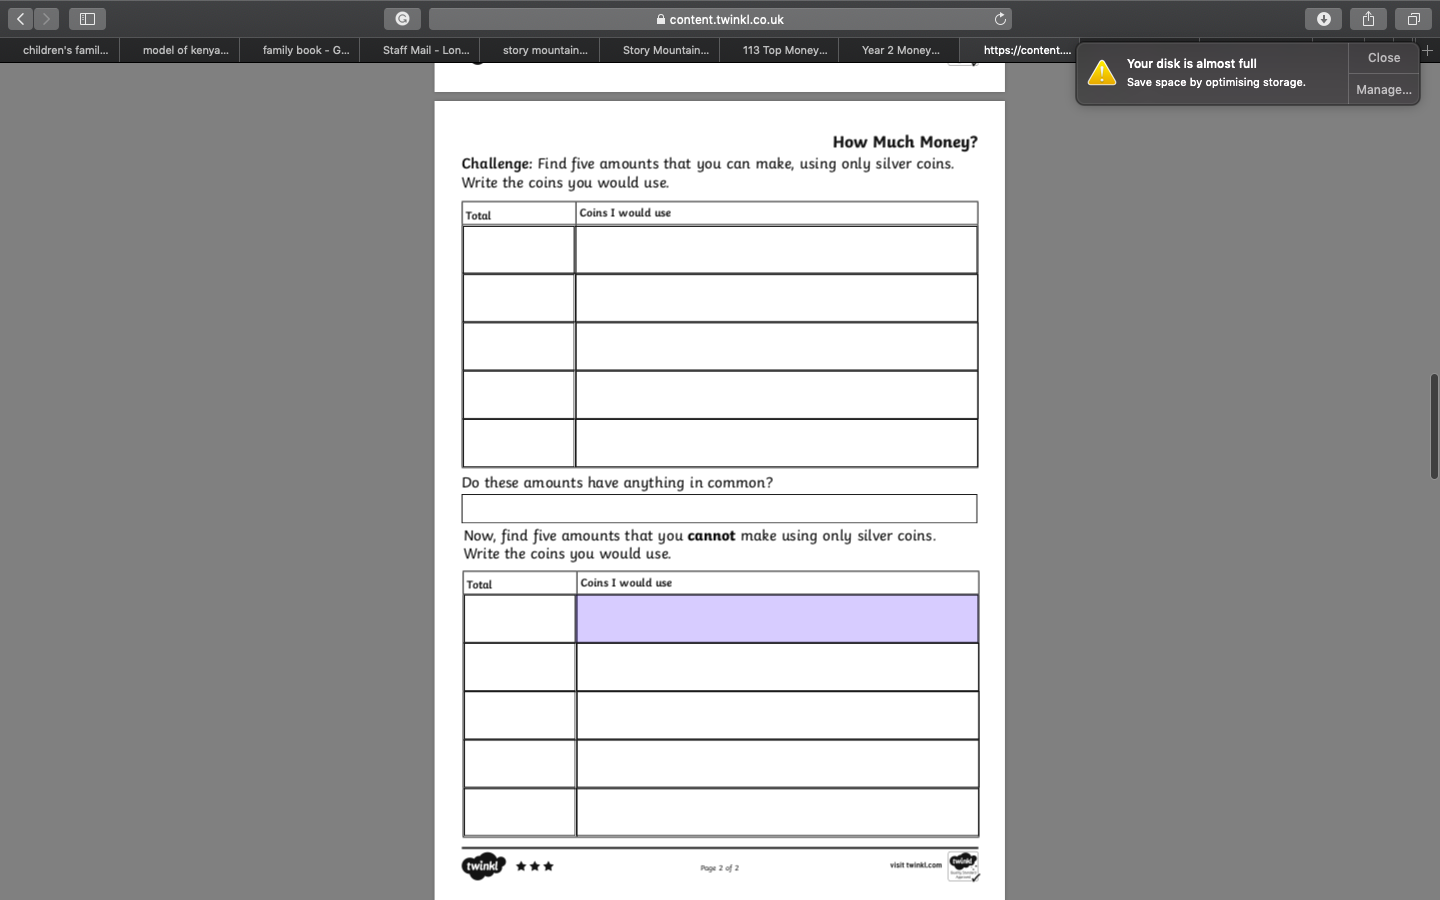 content.twinkl.co.uk
children's famil...
model of kenya...
family book - G...
Staff Mail - Lon...
story mountain...
Story Mountain...
113 Top Money...
Year 2 Money...
https://content....
Your disk is almost full
Save space by optimising storage.
Close
Manage...
How Much Money?
Challenge: Find five amounts that you can make, using only silver coins.
Write the coins you would use.
Total
Coins I would use
Do these amounts have anything in common?
Now, find five amounts that you cannot make using only silver coins.
Write the coins you would use.
Total
Coins I would use
twinkl
Page 2 of 2
visit twinkl.com
twinkl